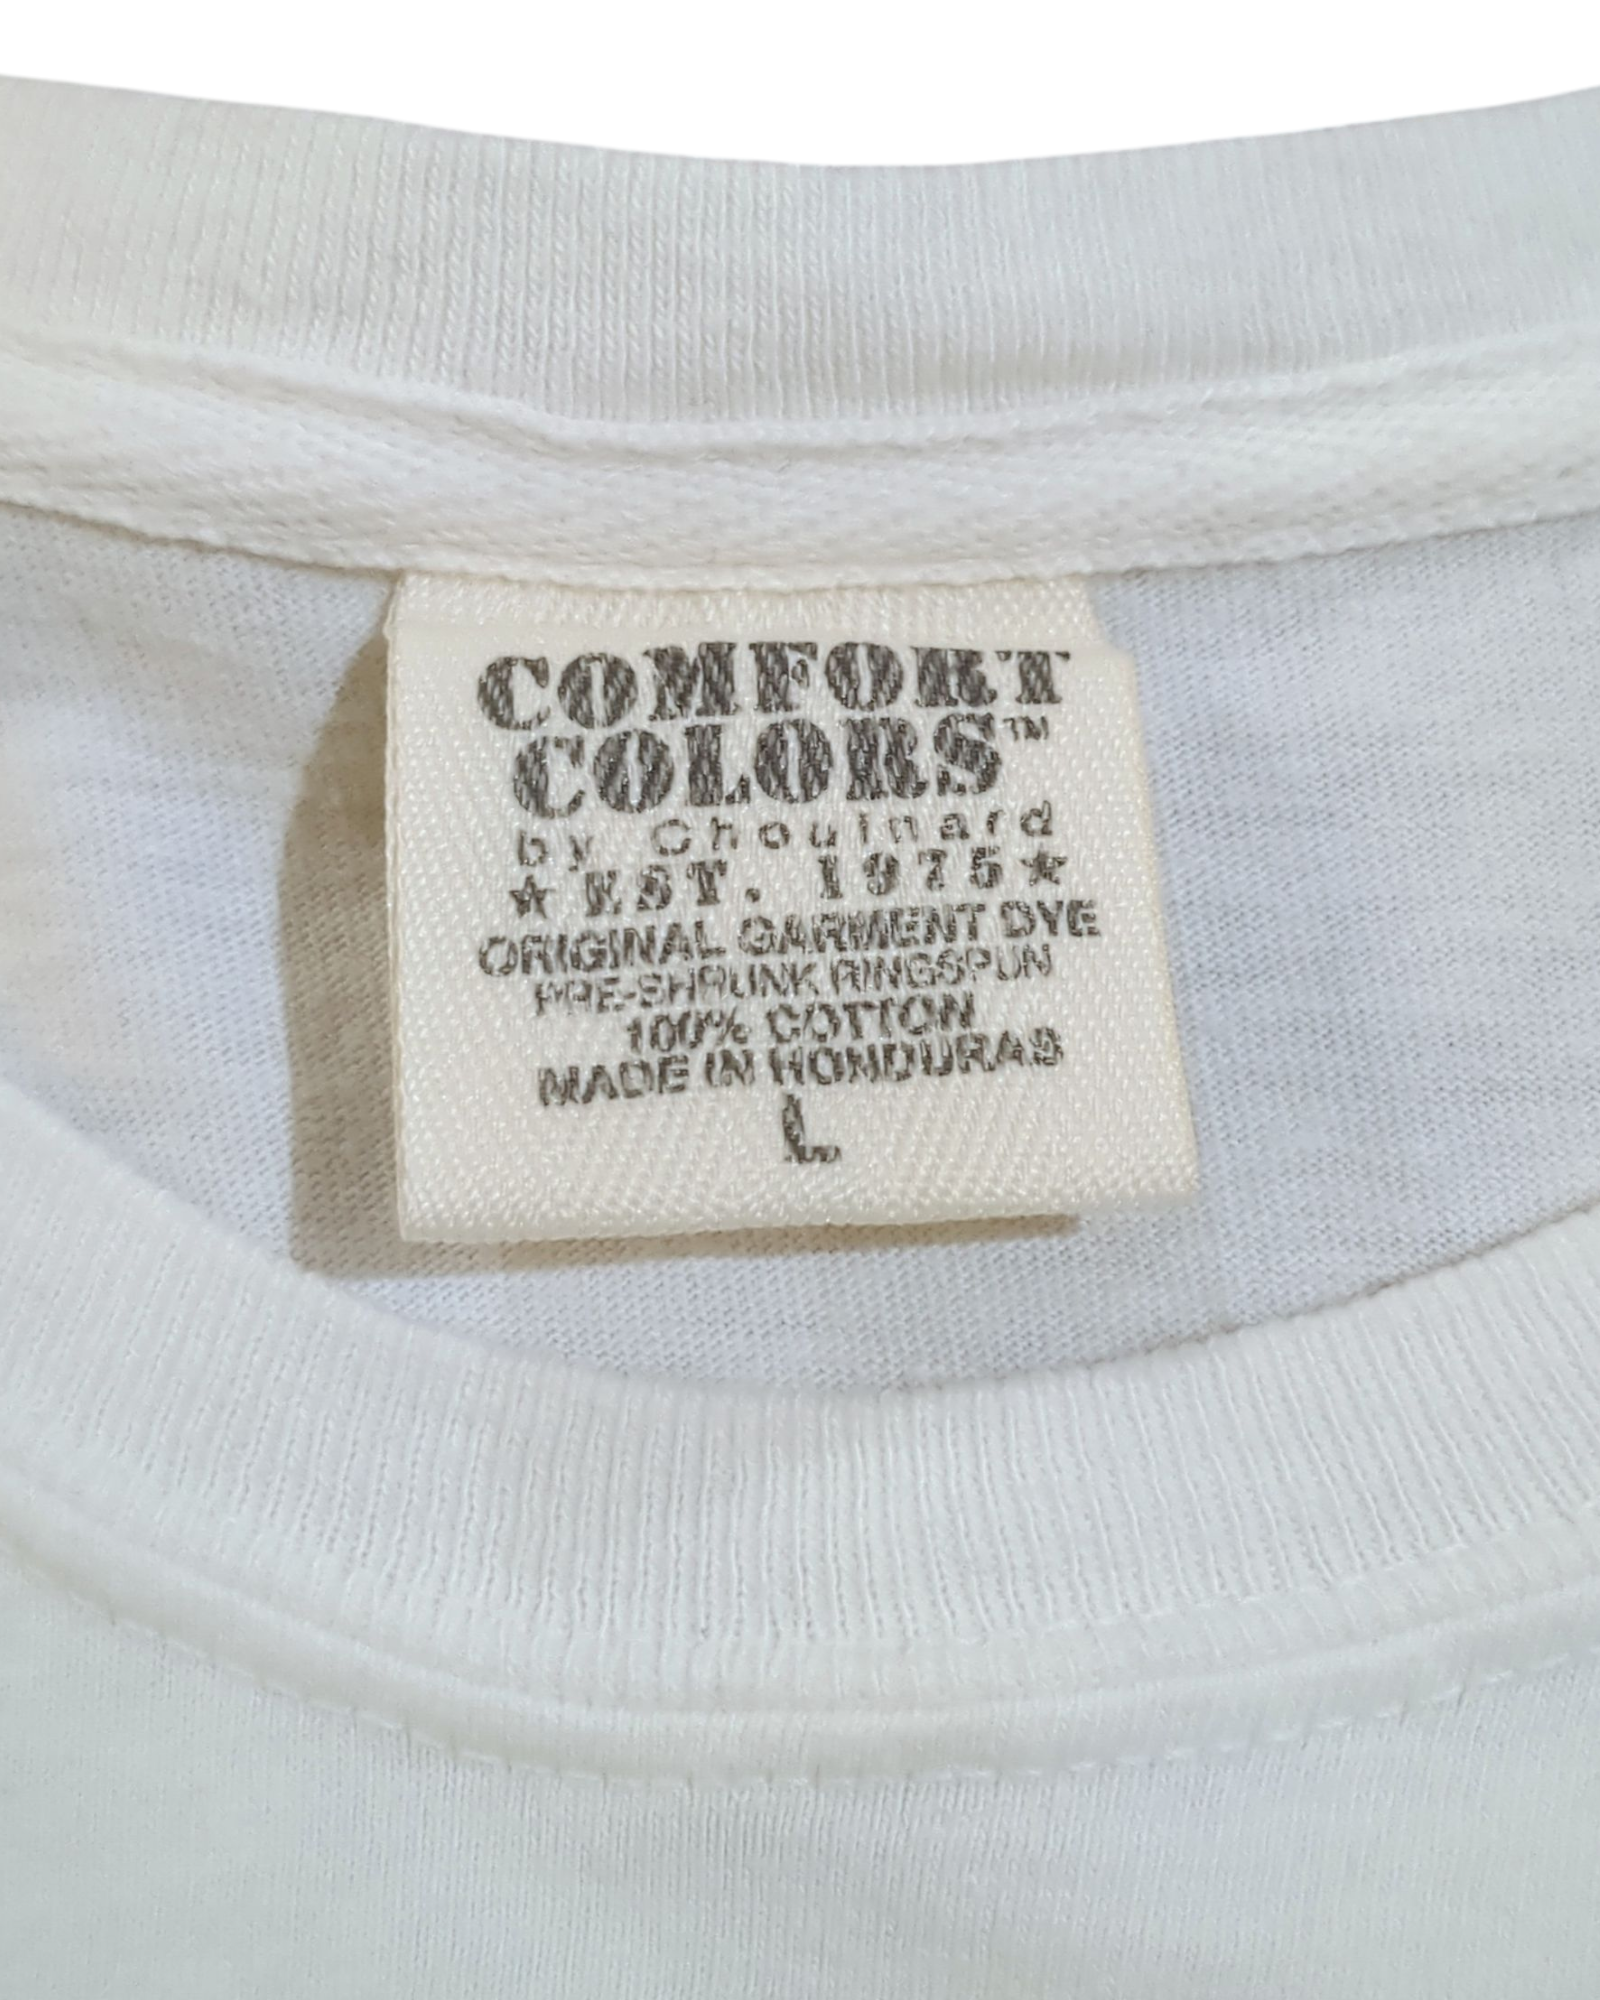 COMFORT
COLORS™
by Chouinard
★ EST. 1975 ★
ORIGINAL GARMENT DYE
PRE-SHRUNK RINGSPUN
100% COTTON
MADE IN HONDURAS
L